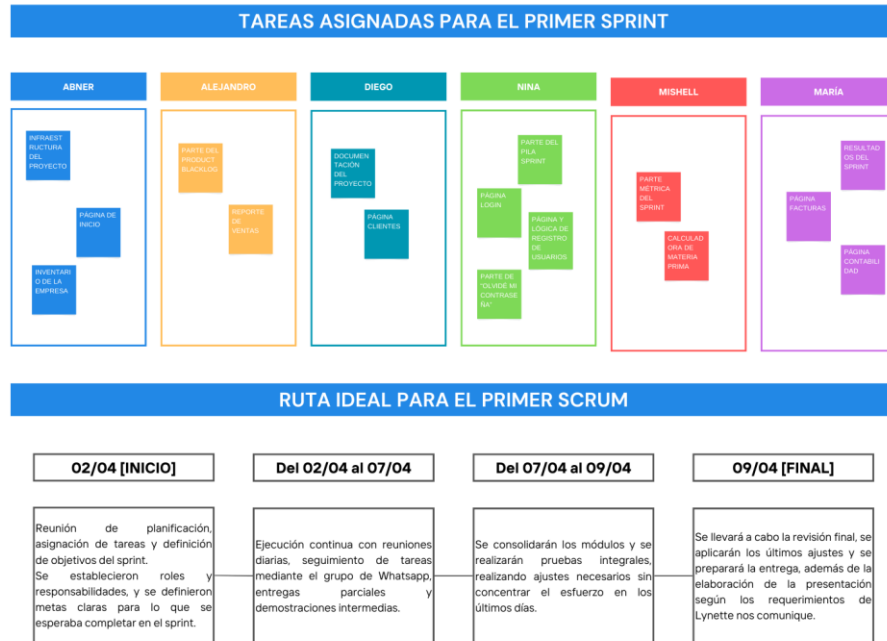 TAREAS ASIGNADAS PARA EL PRIMER SPRINT
ABNER
INFRAEST
RUCTURA
DEL
PROYECTO
PÁGINA DE
INICIO
INVENTARI
O DE LA
EMPRESA
ALEJANDRO
PARTE DEL
PRODUCT
BLACKLOG
REPORTE
DE
VENTAS
DIEGO
DOCUMEN
TACIÓN
DEL
PROYECTO
PÁGINA
CLIENTES
NINA
PARTE DEL
PILA
SPRINT
PÁGINA
LOGIN
PÁGINA Y
LÓGICA DE
REGISTRO
DE
USUARIOS
PARTE DE
"OLVIDÉ MI
CONTRASE
ÑA"
MISHELL
PARTE
MÉTRICA
DEL
SPRINT
CALCULAD
ORA DE
MATERIA
PRIMA
MARÍA
RESULTAD
OS DEL
SPRINT
PÁGINA
FACTURAS
PÁGINA
CONTABILI
DAD
RUTA IDEAL PARA EL PRIMER SCRUM
02/04 [INICIO]
Reunión de planificación,
asignación de tareas y definición
de objetivos del sprint.
Se establecieron roles y
responsabilidades, y se definieron
metas claras para lo que se
esperaba completar en el sprint.
Del 02/04 al 07/04
Ejecución continua con reuniones
diarias, seguimiento de tareas
mediante el grupo de Whatsapp,
entregas parciales y
demostraciones intermedias.
Del 07/04 al 09/04
Se consolidarán los módulos y se
realizarán pruebas integrales,
realizando ajustes necesarios sin
concentrar el esfuerzo en los
últimos días.
09/04 [FINAL]
Se llevará a cabo la revisión final, se
aplicarán los últimos ajustes y se
preparará la entrega, además de la
elaboración de la presentación
según los requerimientos de
Lynette nos comunique.